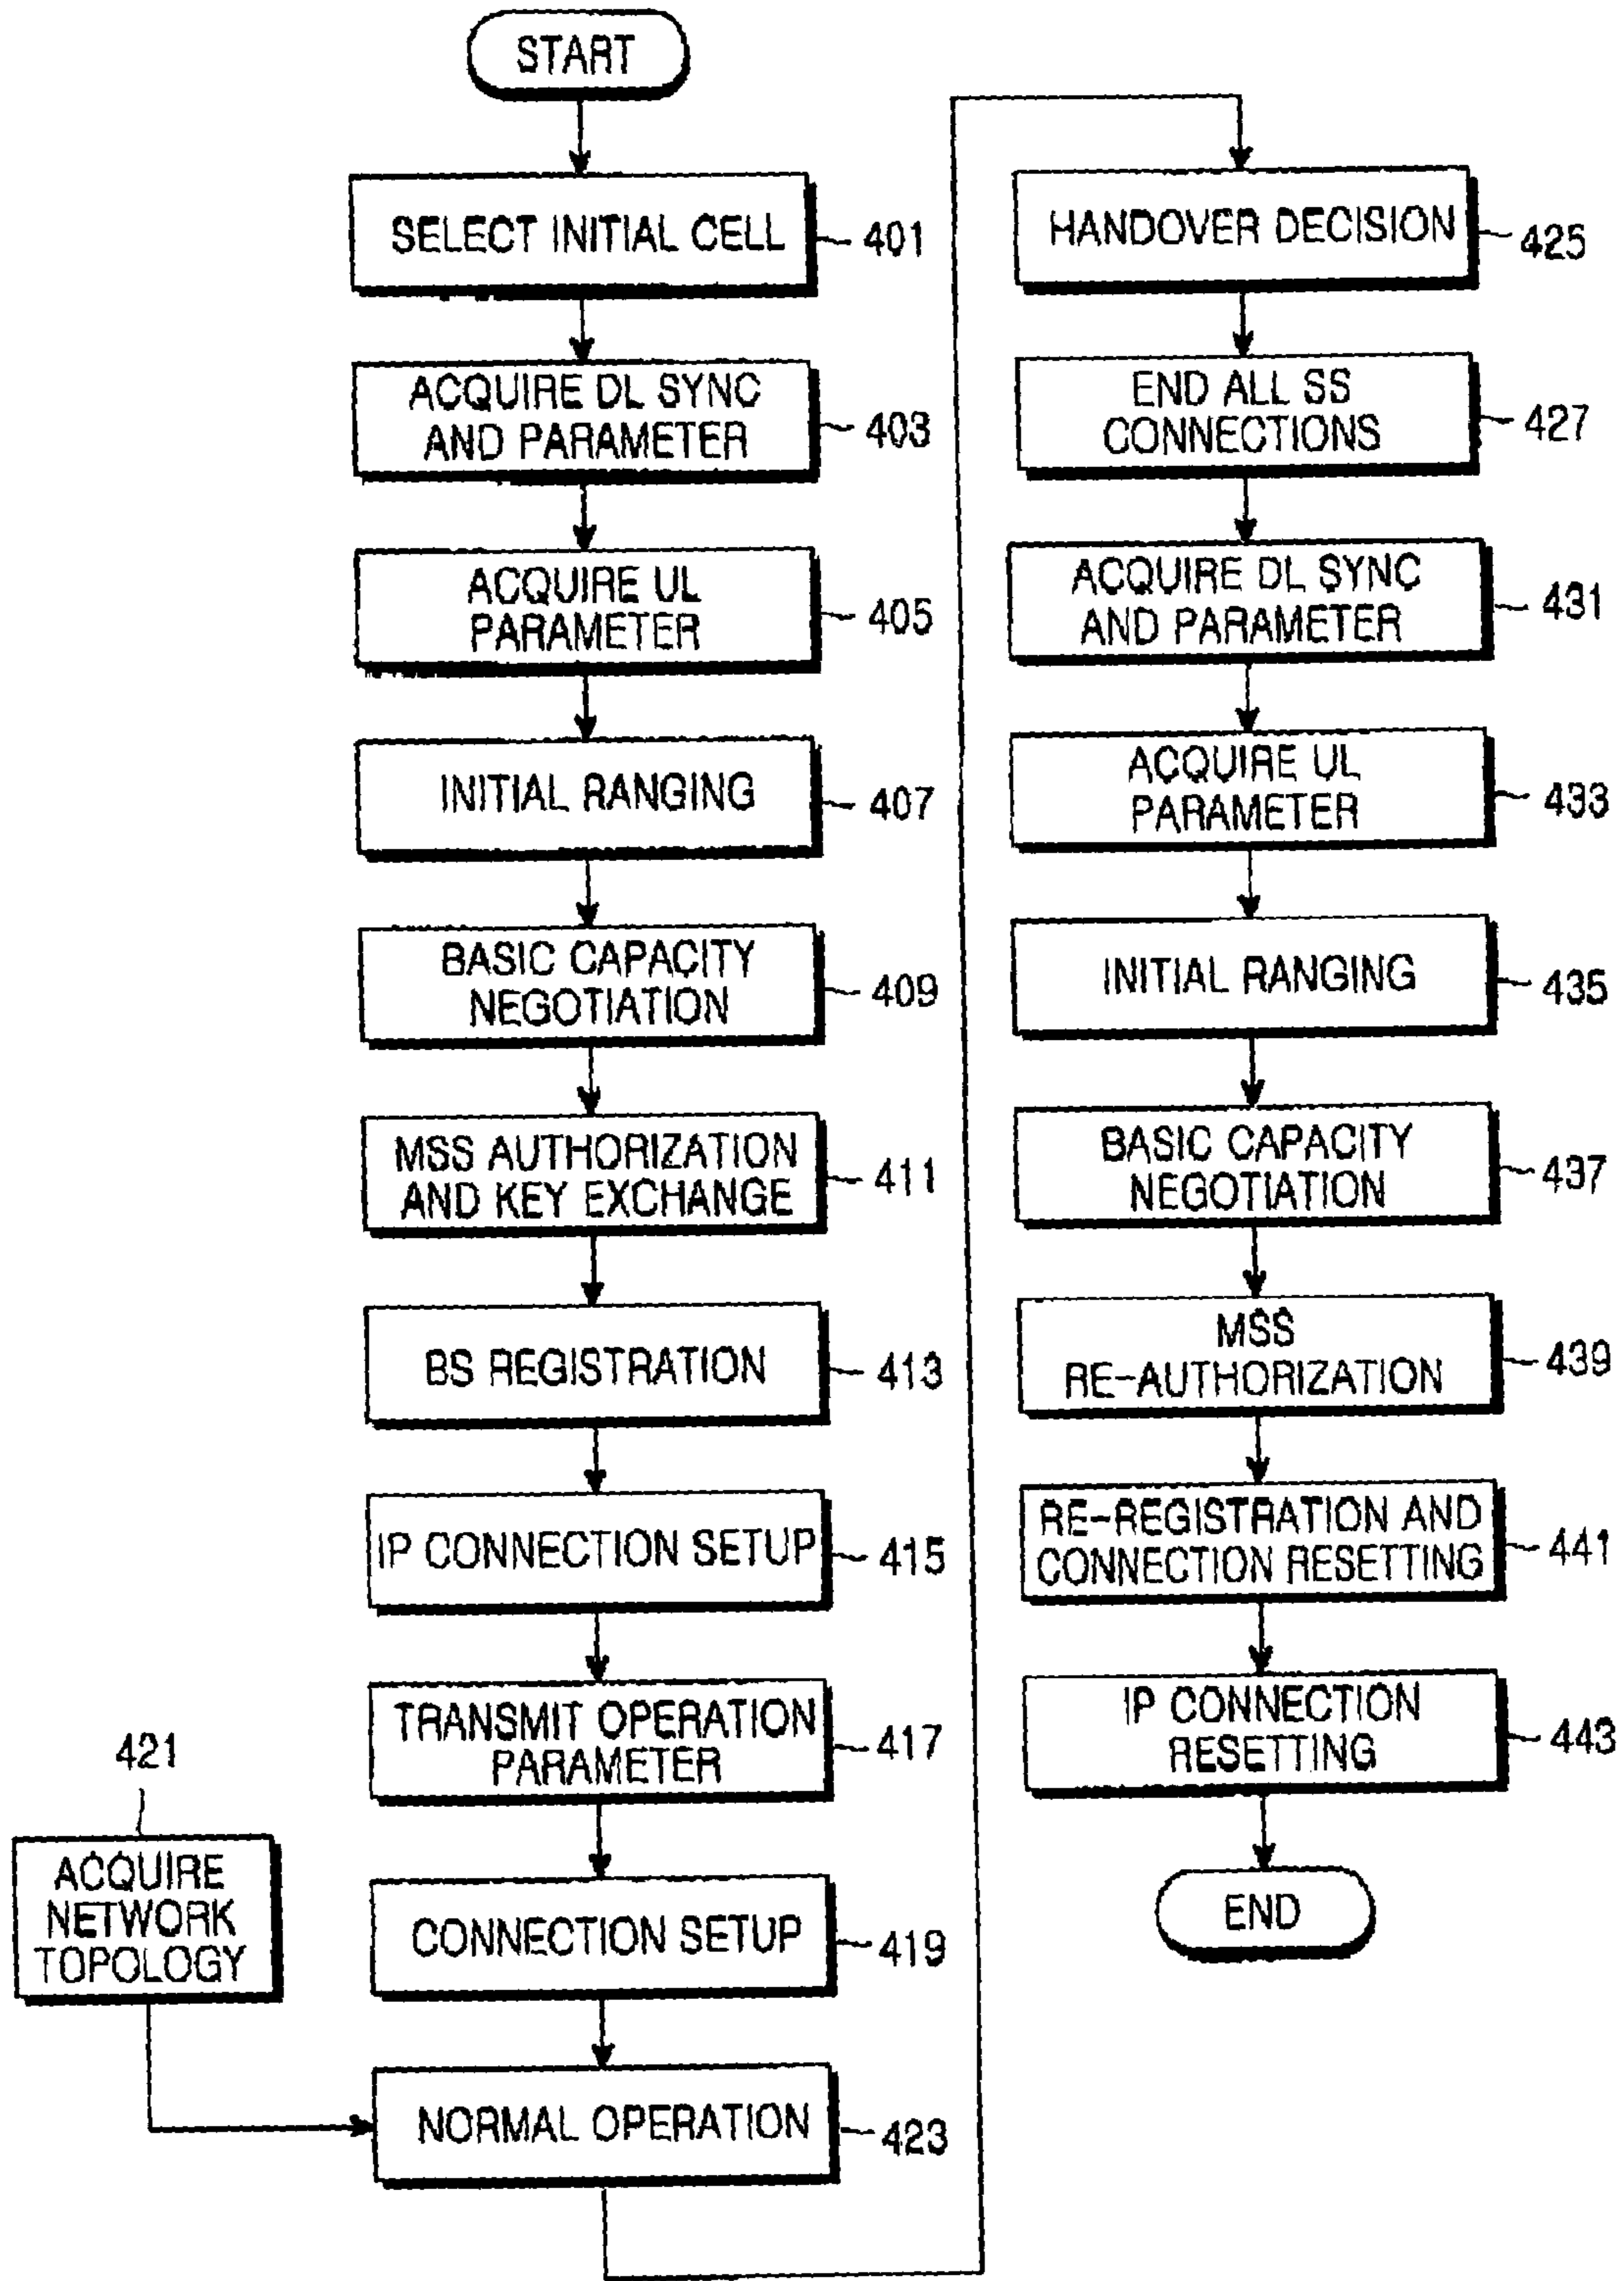 START
SELECT INITIAL CELL
401
ACQUIRE DL SYNC
AND PARAMETER
403
ACQUIRE UL
PARAMETER
405
INITIAL RANGING
407
BASIC CAPACITY
NEGOTIATION
409
MSS AUTHORIZATION
AND KEY EXCHANGE
411
BS REGISTRATION
413
IP CONNECTION SETUP
415
TRANSMIT OPERATION
PARAMETER
417
CONNECTION SETUP
419
421
ACQUIRE
NETWORK
TOPOLOGY
NORMAL OPERATION
423
HANDOVER DECISION
425
END ALL SS
CONNECTIONS
427
ACQUIRE DL SYNC
AND PARAMETER
431
ACQUIRE UL
PARAMETER
433
INITIAL RANGING
435
BASIC CAPACITY
NEGOTIATION
437
MSS
RE-AUTHORIZATION
439
RE-REGISTRATION AND
CONNECTION RESETTING
441
IP CONNECTION
RESETTING
443
END